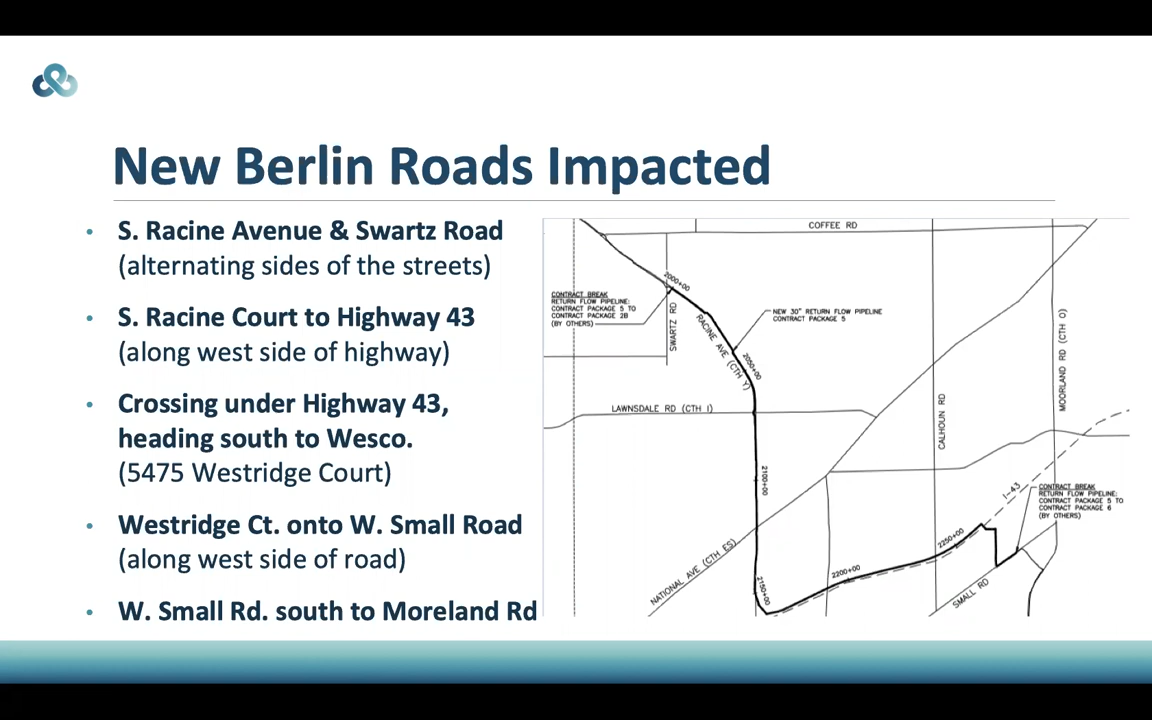 New Berlin Roads Impacted
• S. Racine Avenue & Swartz Road
(alternating sides of the streets)
• S. Racine Court to Highway 43
(along west side of highway)
• Crossing under Highway 43,
heading south to Wesco.
(5475 Westridge Court)
• Westridge Ct. onto W. Small Road
(along west side of road)
• W. Small Rd. south to Moreland Rd
COFFEE RD
2000+00
CONTRACT BREAK
RETURN FLOW PIPELINE:
CONTRACT PACKAGE 5 TO
CONTRACT PACKAGE 2B
(BY OTHERS)
SWARTZ RD
RACINE AVE (CTH Y)
NEW 30" RETURN FLOW PIPELINE
CONTRACT PACKAGE 5
2050+00
MOORLAND RD (CTH O)
LAWNSDALE RD (CTH I)
CALHOUN RD
2100+00
I-43
CONTRACT BREAK
RETURN FLOW PIPELINE:
CONTRACT PACKAGE 5 TO
CONTRACT PACKAGE 6
(BY OTHERS)
NATIONAL AVE (CTH ES)
2150+00
2200+00
2250+00
SMALL RD